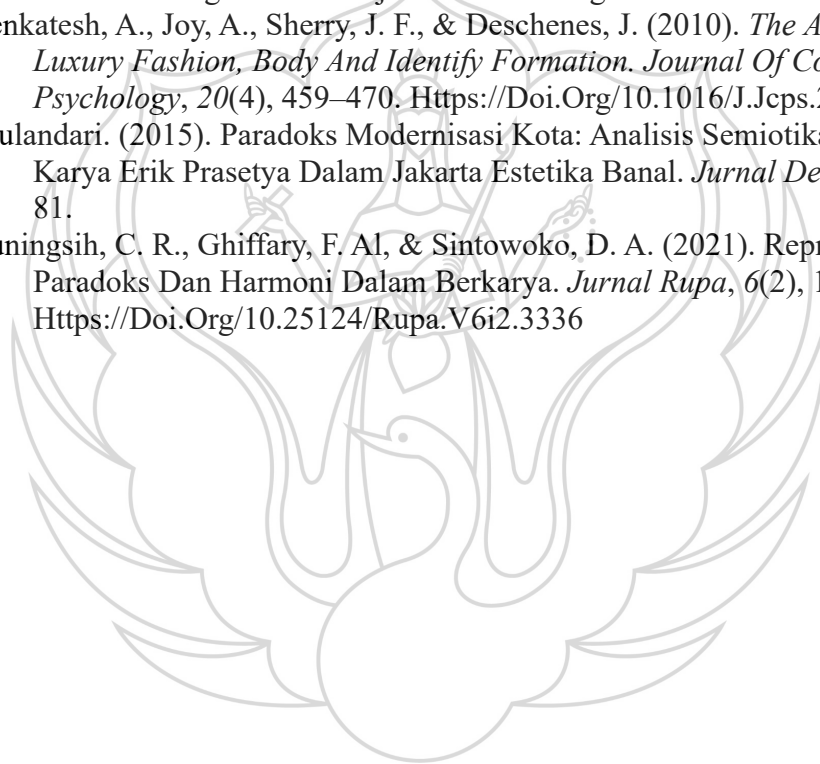 enkatesh, A., Joy, A., Sherry, J. F., & Deschenes, J. (2010). The A
Luxury Fashion, Body And Identify Formation. Journal Of Co
Psychology, 20(4), 459–470. Https://Doi.Org/10.1016/J.Jcps.2
ulandari. (2015). Paradoks Modernisasi Kota: Analisis Semiotika
Karya Erik Prasetya Dalam Jakarta Estetika Banal. Jurnal De
81.
uningsih, C. R., Ghiffary, F. Al, & Sintowoko, D. A. (2021). Repr
Paradoks Dan Harmoni Dalam Berkarya. Jurnal Rupa, 6(2), 1
Https://Doi.Org/10.25124/Rupa.V6i2.3336